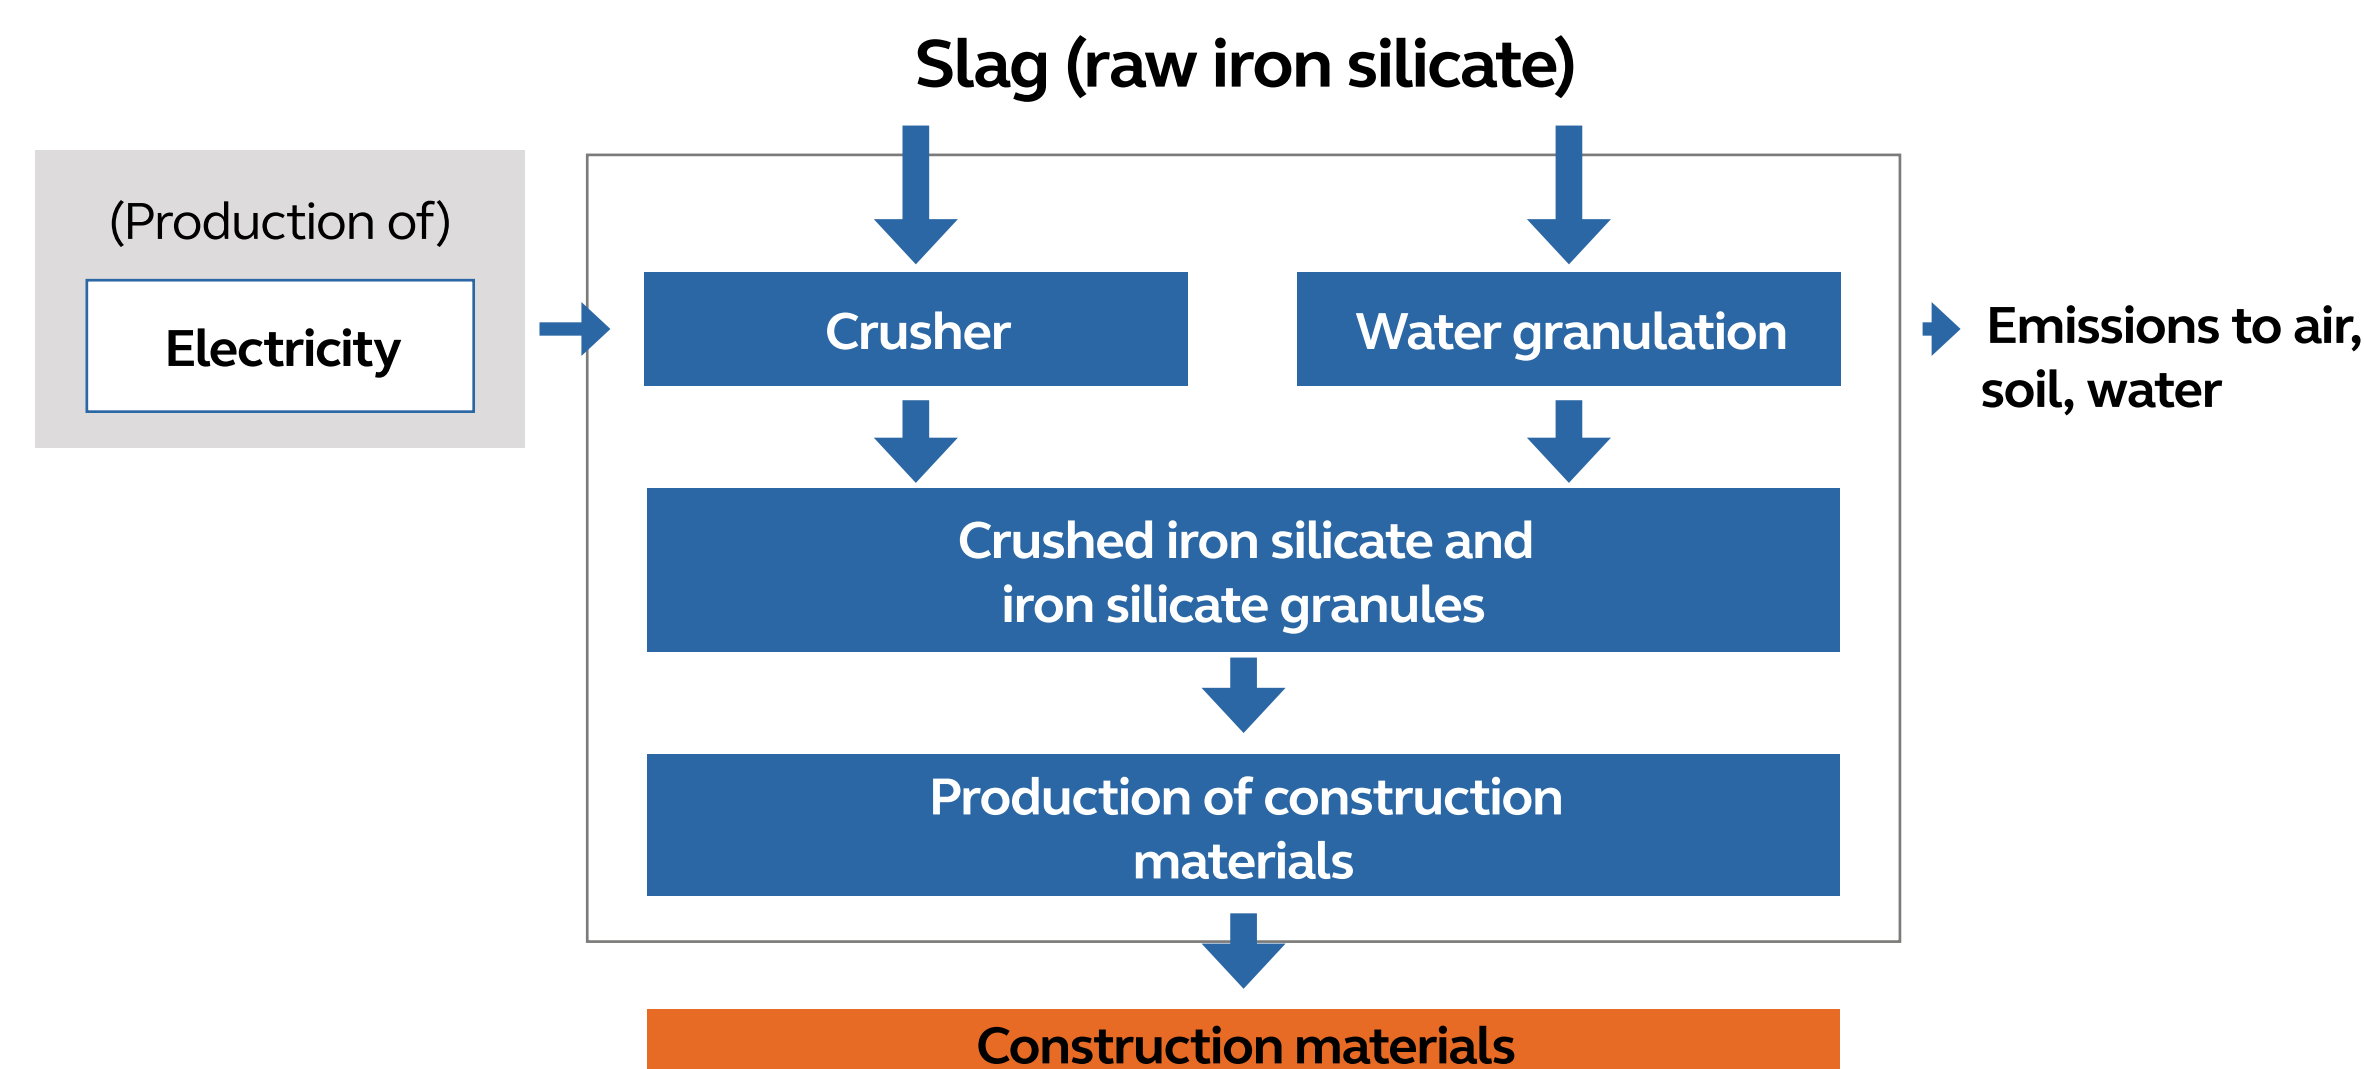 Slag (raw iron silicate)
(Production of)
Electricity
Crusher
Water granulation
Emissions to air,
soil, water
Crushed iron silicate and
iron silicate granules
Production of construction
materials
Construction materials